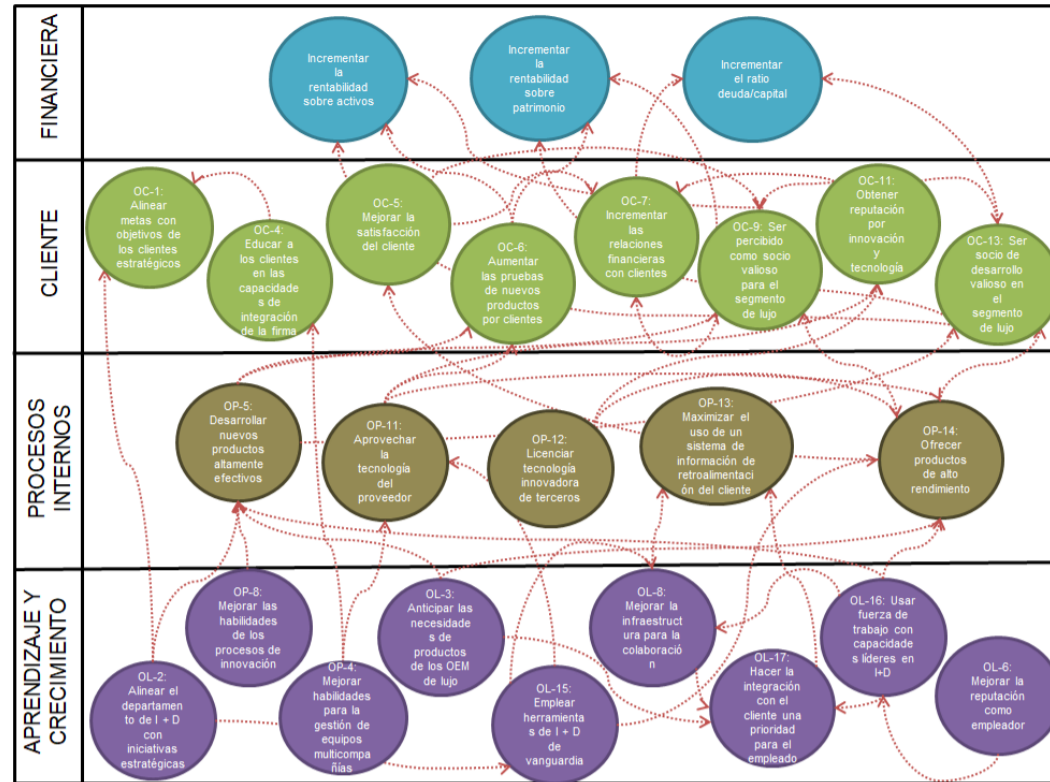 FINANCIERA
Incrementar
la
rentabilidad
sobre activos
Incrementar
la
rentabilidad
sobre
patrimonio
Incrementar
el ratio
deuda/capital
CLIENTE
OC-1:
Alinear
metas con
objetivos de
los clientes
estratégicos
OC-4:
Educar a
los clientes
en las
capacidade
s de
integración
de la firma
OC-5:
Mejorar la
satisfacción
del cliente
OC-6:
Aumentar
las pruebas
de nuevos
productos
por clientes
OC-7:
Incrementar
las
relaciones
financieras
con clientes
OC-9: Ser
percibido
como socio
valioso
para el
segmento
de lujo
OC-11:
Obtener
reputación
por
innovación
y
tecnología
OC-13: Ser
socio de
desarrollo
valioso en
el
segmento
de lujo
PROCESOS
INTERNOS
OP-5:
Desarrollar
nuevos
productos
altamente
efectivos
OP-11:
Aprovechar
la
tecnología
del
proveedor
OP-12:
Licenciar
tecnología
innovadora
de terceros
OP-13:
Maximizar el
uso de un
sistema de
información de
retroalimentaci
ón del cliente
OP-14:
Ofrecer
productos
de alto
rendimiento
APRENDIZAJE Y
CRECIMIENTO
OL-2:
Alinear el
departame
nto de I + D
con
iniciativas
estratégicas
OP-8:
Mejorar las
habilidades
de los
procesos de
innovación
OP-4:
Mejorar
habilidades
para la
gestión de
equipos
multicompa
ñías
OL-3:
Anticipar las
necesidade
s de
productos
de los OEM
de lujo
OL-15:
Emplear
herramienta
s de I + D
de
vanguardia
OL-8:
Mejorar la
infraestruct
ura para la
colaboració
n
OL-17:
Hacer la
integración
con el
cliente una
prioridad
para el
empleado
OL-16: Usar
fuerza de
trabajo con
capacidade
s líderes en
I+D
OL-6:
Mejorar la
reputación
como
empleador